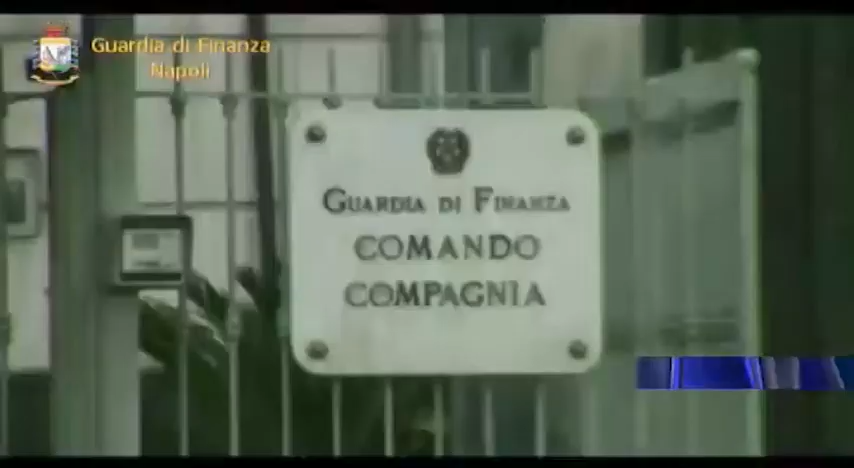 Guardia di Finanza
Napoli
GUARDIA DI FINANZA
COMANDO
COMPAGNIA